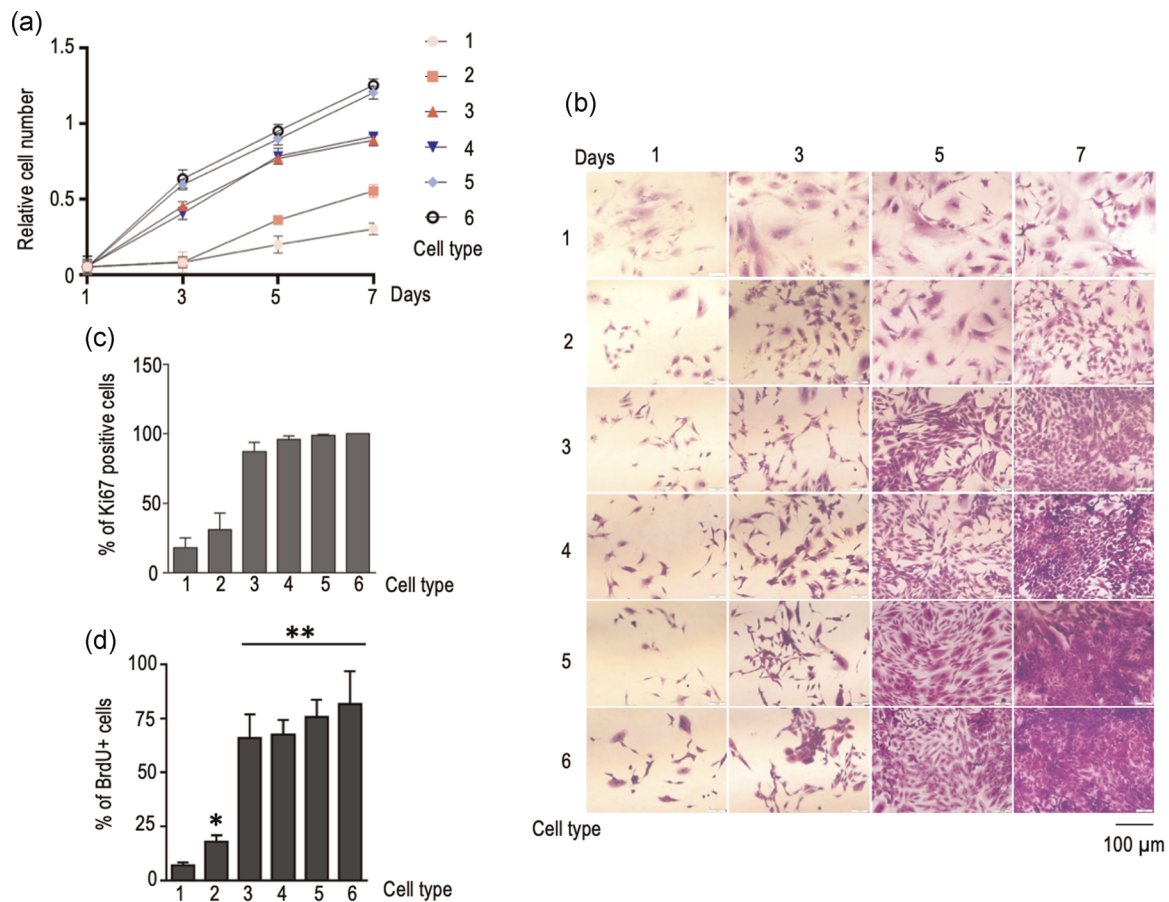 (a)
Relative cell number
1.5
1
0.5
0
1 3 5 7 Days
1
2
3
4
5
6
Cell type
(b)
Days 1 3 5 7
1
2
3
4
5
6
Cell type
100 µm
(c)
% of Ki67 positive cells
150
100
50
0
1 2 3 4 5 6 Cell type
(d)
% of BrdU+ cells
**
100
75
50
25
0
*
1 2 3 4 5 6 Cell type